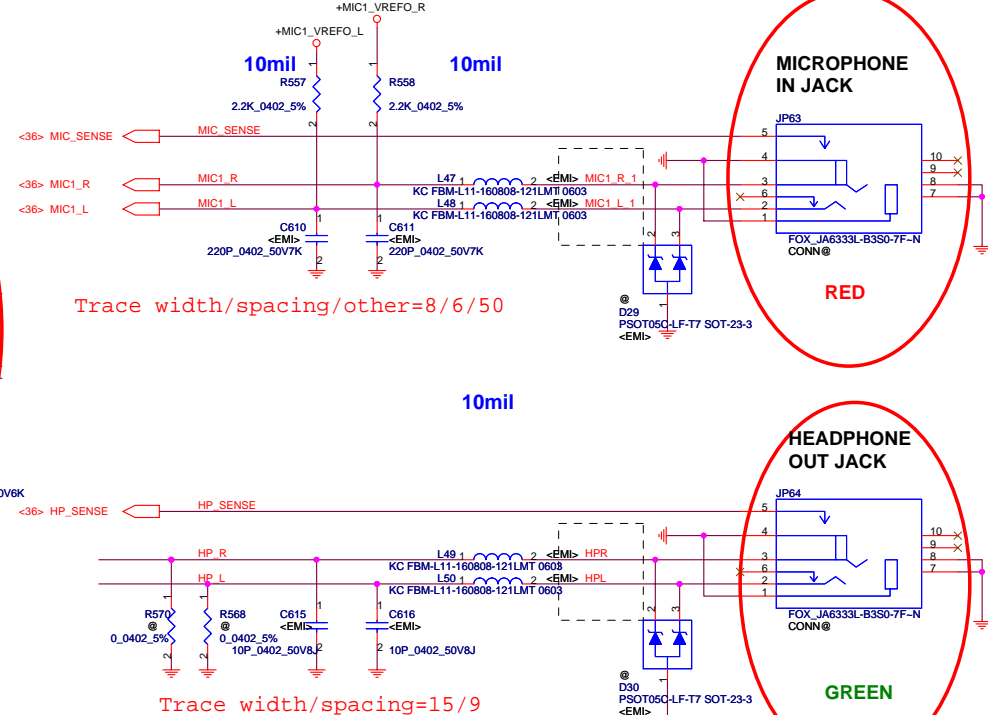 +MIC1_VREFO_R
+MIC1_VREFO_L
10mil
10mil
R557
2.2K_0402_5%
1
2
R558
2.2K_0402_5%
1
2
MICROPHONE
IN JACK
JP63
<36> MIC_SENSE
MIC_SENSE
5
4
10
9
<36> MIC1_R
MIC1_R
L47 1
2 <EMI> MIC1_R_1
KC FBM-L11-160808-121LMT 0603
3
8
6
7
<36> MIC1_L
MIC1_L
L48 1
2 <EMI> MIC1_L_1
KC FBM-L11-160808-121LMT 0603
2
1
C610
<EMI>
220P_0402_50V7K
1
2
C611
<EMI>
220P_0402_50V7K
1
2
2
3
1
FOX_JA6333L-B3S0-7F~N
CONN@
RED
@
D29
PSOT05C-LF-T7 SOT-23-3
<EMI>
Trace width/spacing/other=8/6/50
10mil
HEADPHONE
OUT JACK
JP64
0V6K
<36> HP_SENSE
HP_SENSE
5
4
10
9
HP_R
L49 1
2 <EMI> HPR
KC FBM-L11-160808-121LMT 0603
3
8
6
7
HP_L
L50 1
2 <EMI> HPL
KC FBM-L11-160808-121LMT 0603
2
1
R570
@
0_0402_5%
1
2
R568
@
0_0402_5%
1
2
C615
<EMI>
10P_0402_50V8J
1
2
C616
<EMI>
10P_0402_50V8J
1
2
2
3
1
FOX_JA6333L-B3S0-7F~N
CONN@
GREEN
@
D30
PSOT05C-LF-T7 SOT-23-3
<EMI>
Trace width/spacing=15/9